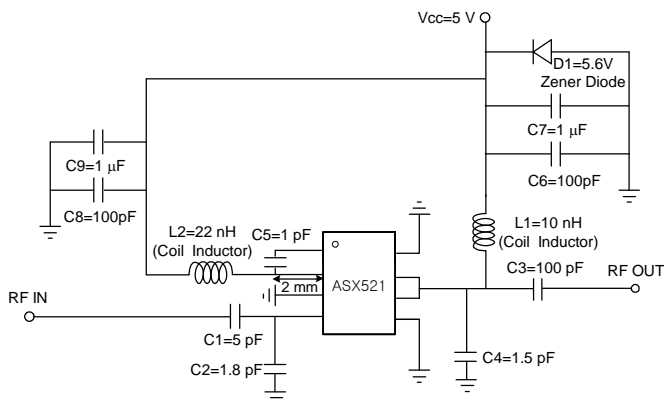 Vcc=5 V
D1=5.6V
Zener Diode
C9=1 μF
C7=1 μF
C8=100pF
C6=100pF
L2=22 nH
(Coil Inductor)
C5=1 pF
L1=10 nH
(Coil Inductor)
C3=100 pF
RF OUT
2 mm
ASX521
RF IN
C1=5 pF
C2=1.8 pF
C4=1.5 pF